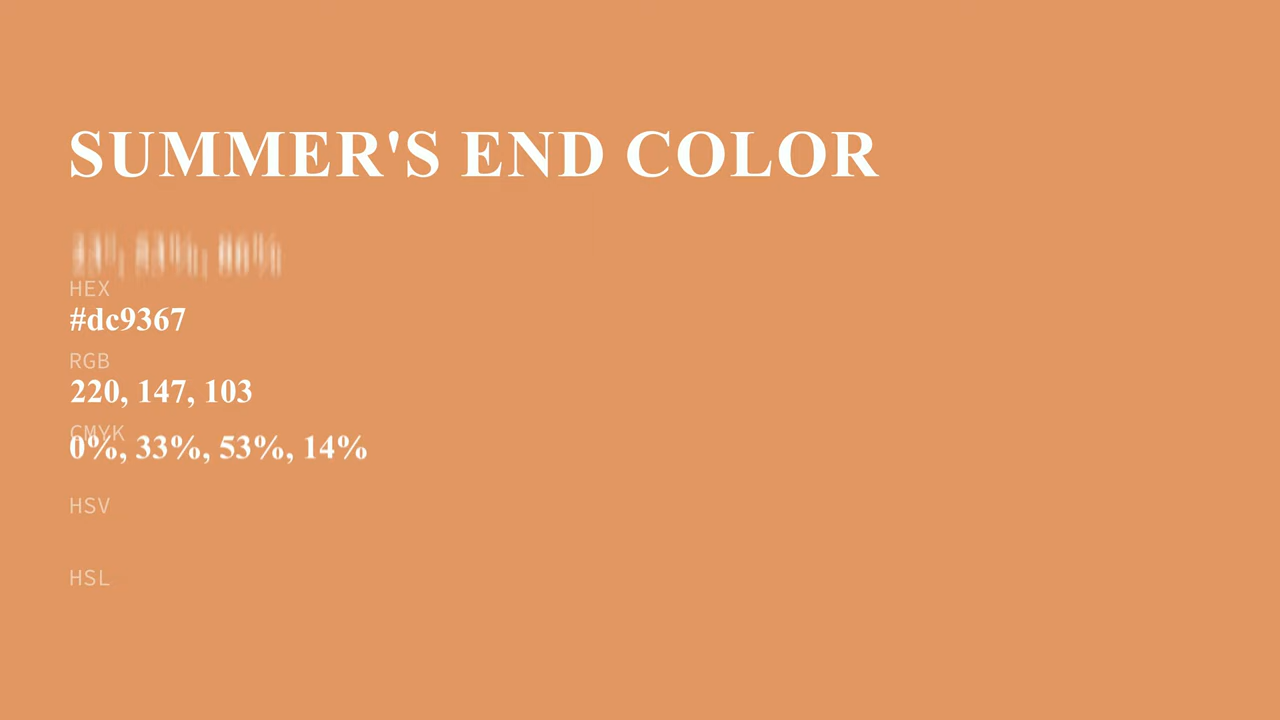 SUMMER'S END COLOR
HEX
#dc9367
RGB
220, 147, 103
CMYK
0%, 33%, 53%, 14%
HSV
HSL